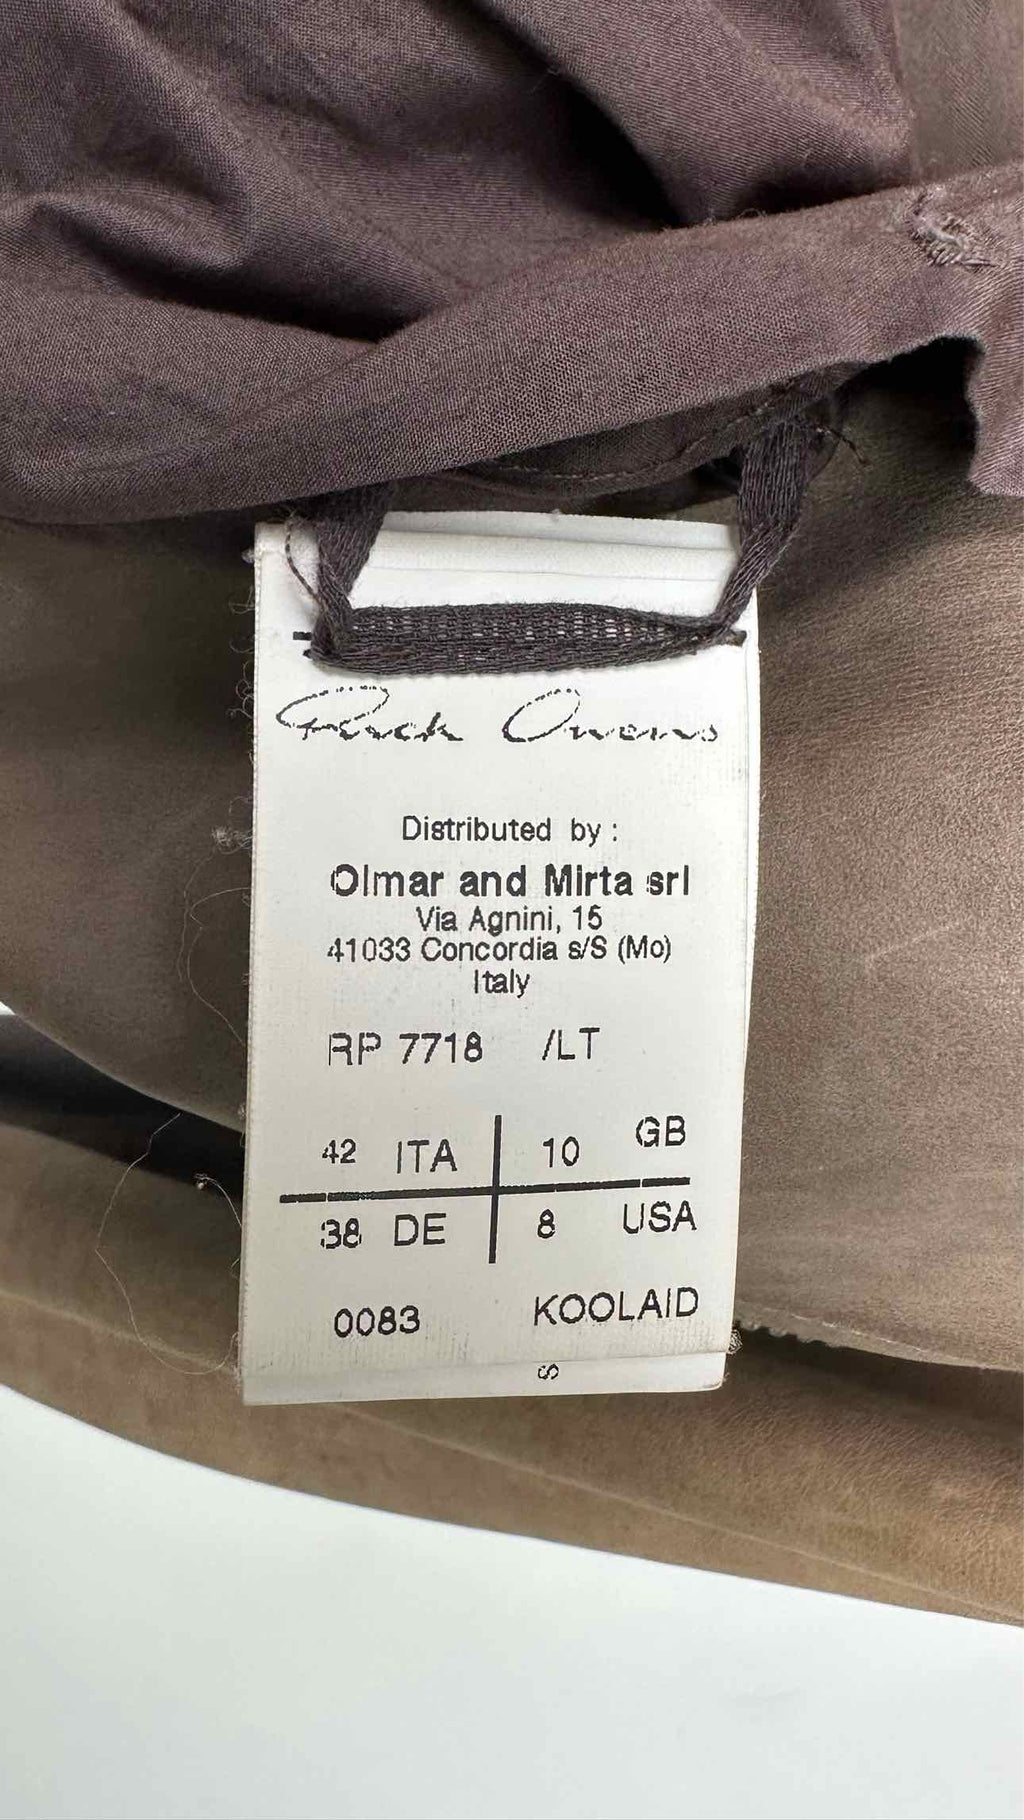 Rick Owens
Distributed by :
Olmar and Mirta srl
Via Agnini, 15
41033 Concordia s/S (Mo)
Italy
RP 7718 /LT
42 ITA 10 GB
38 DE 8 USA
0083 KOOLAID
S